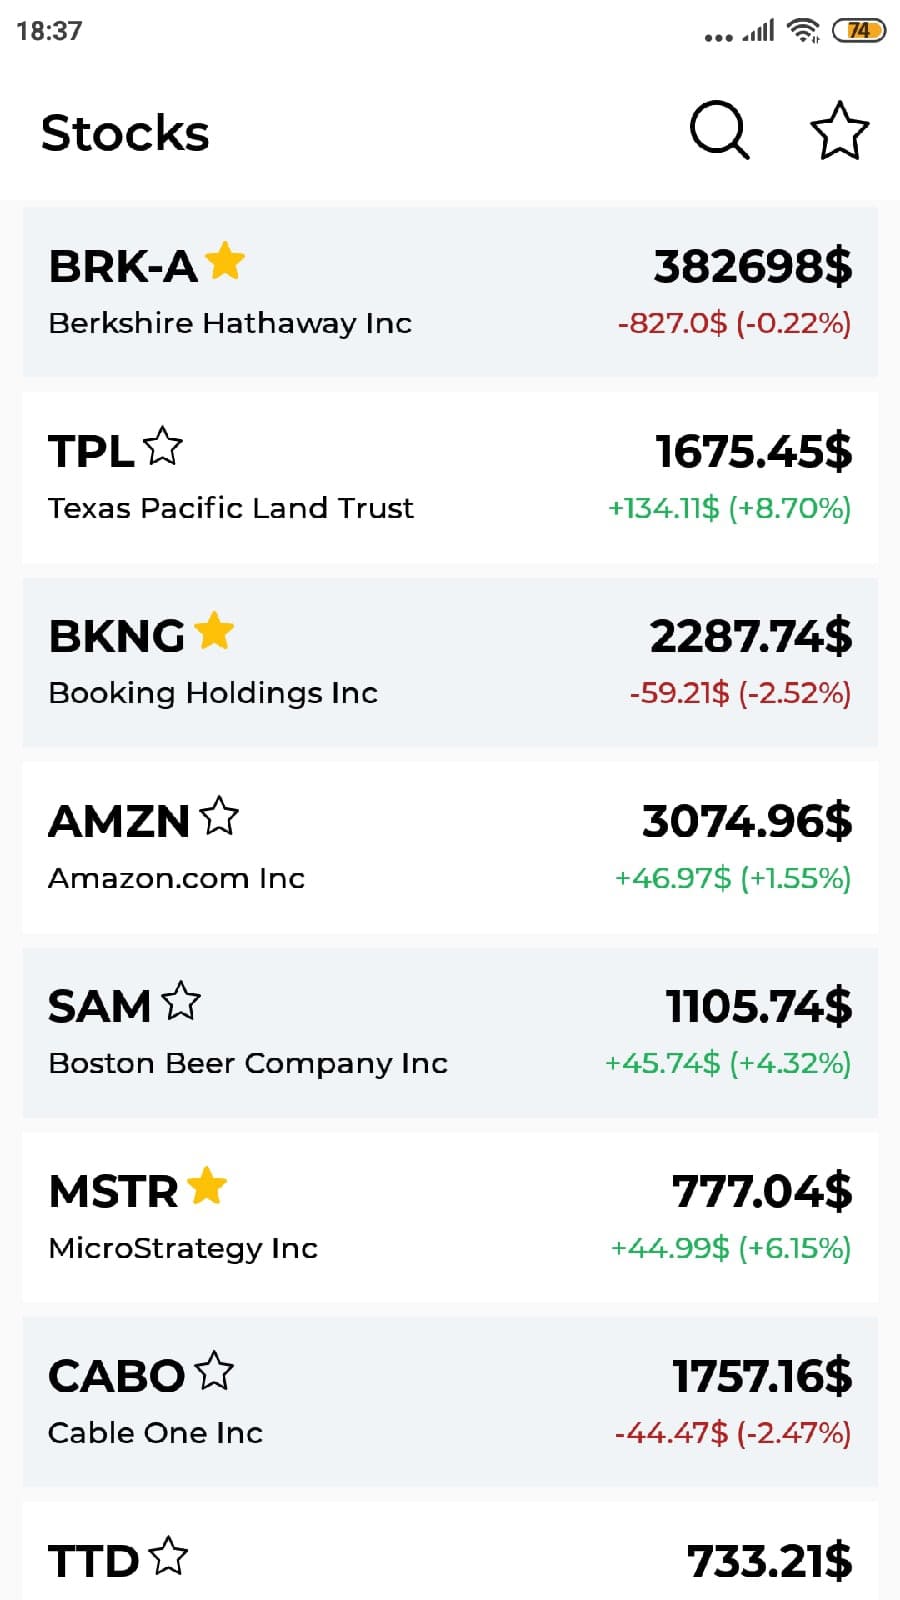 18:37
74
Stocks
BRK-A
382698$
Berkshire Hathaway Inc
-827.0$ (-0.22%)
TPL
1675.45$
Texas Pacific Land Trust
+134.11$ (+8.70%)
BKNG
2287.74$
Booking Holdings Inc
-59.21$ (-2.52%)
AMZN
3074.96$
Amazon.com Inc
+46.97$ (+1.55%)
SAM
1105.74$
Boston Beer Company Inc
+45.74$ (+4.32%)
MSTR
777.04$
MicroStrategy Inc
+44.99$ (+6.15%)
CABO
1757.16$
Cable One Inc
-44.47$ (-2.47%)
TTD
733.21$